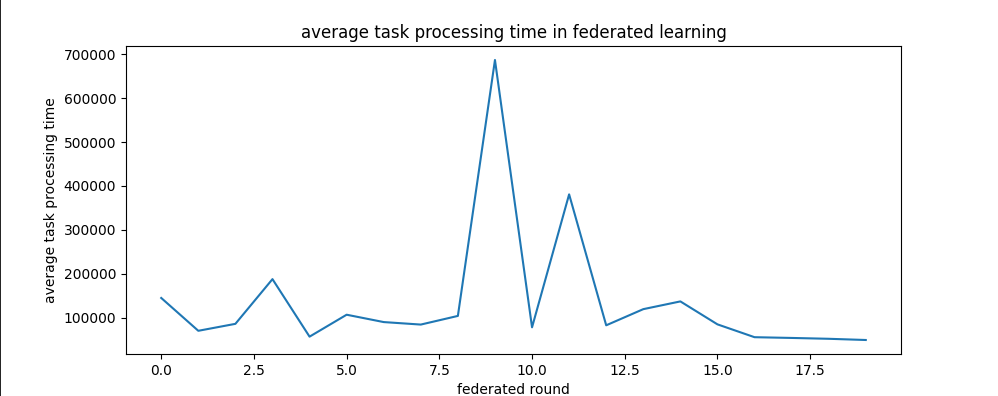 average task processing time in federated learning
average task processing time
700000
600000
500000
400000
300000
200000
100000
0.0 2.5 5.0 7.5 10.0 12.5 15.0 17.5
federated round